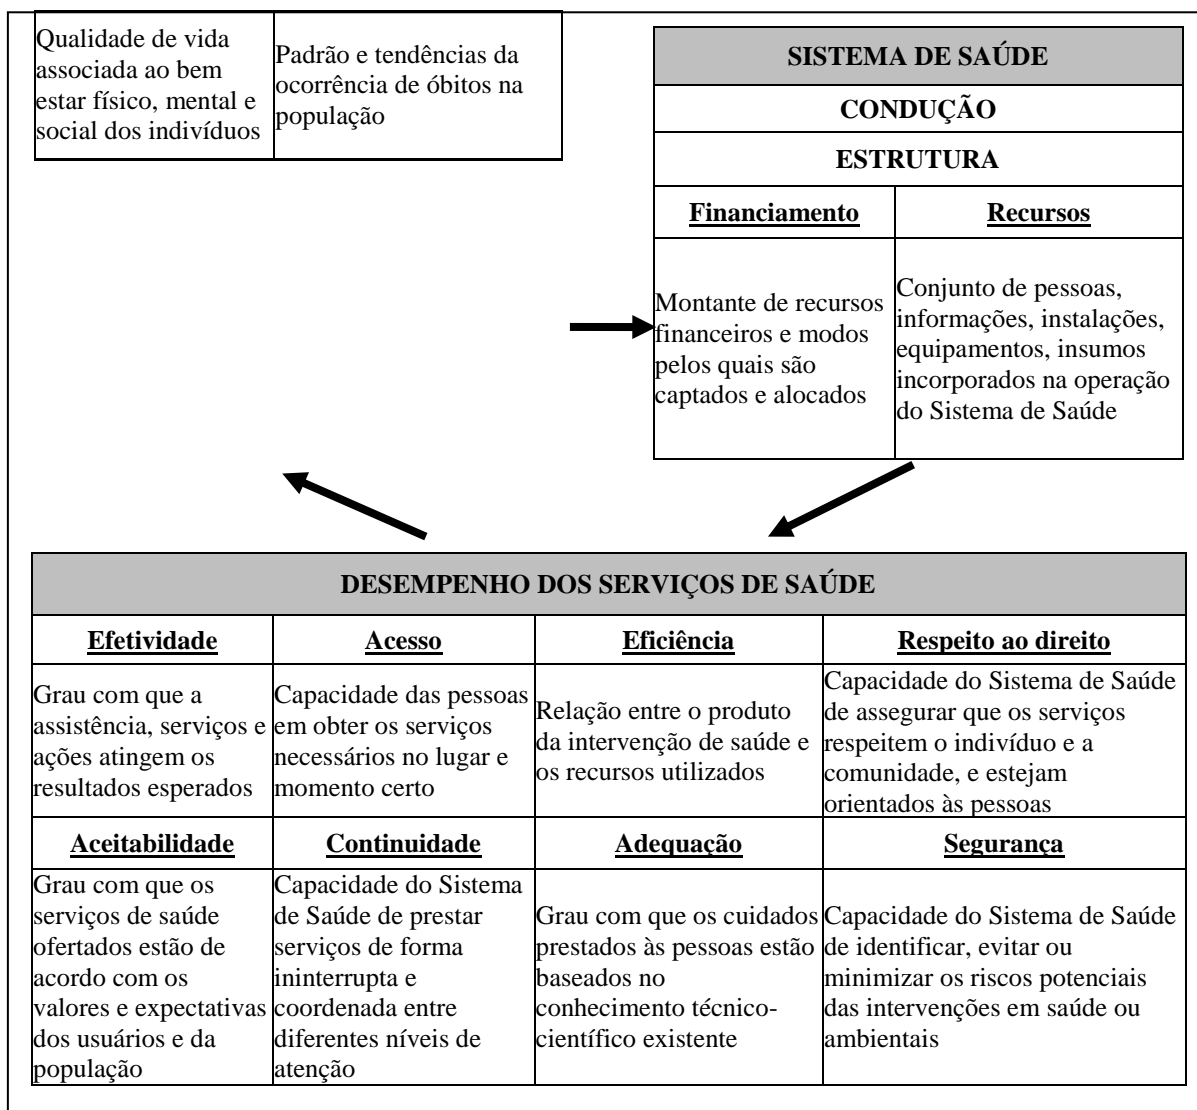 Qualidade de vida
associada ao bem
estar físico, mental e
social dos indivíduos
Padrão e tendências da
ocorrência de óbitos na
população
SISTEMA DE SAÚDE
CONDUÇÃO
ESTRUTURA
Financiamento
Recursos
Montante de recursos
financeiros e modos
pelos quais são
captados e alocados
Conjunto de pessoas,
informações, instalações,
equipamentos, insumos
incorporados na operação
do Sistema de Saúde
DESEMPENHO DOS SERVIÇOS DE SAÚDE
Efetividade
Acesso
Eficiência
Respeito ao direito
Grau com que a
assistência, serviços e
ações atingem os
resultados esperados
Capacidade das pessoas
em obter os serviços
necessários no lugar e
momento certo
Relação entre o produto
da intervenção de saúde e
os recursos utilizados
Capacidade do Sistema de Saúde
de assegurar que os serviços
respeitem o indivíduo e a
comunidade, e estejam
orientados às pessoas
Aceitabilidade
Continuidade
Adequação
Segurança
Grau com que os
serviços de saúde
ofertados estão de
acordo com os
valores e expectativas
dos usuários e da
população
Capacidade do Sistema
de Saúde de prestar
serviços de forma
ininterrupta e
coordenada entre
diferentes níveis de
atenção
Grau com que os cuidados
prestados às pessoas estão
baseados no
conhecimento técnico-
científico existente
Capacidade do Sistema de Saúde
de identificar, evitar ou
minimizar os riscos potenciais
das intervenções em saúde ou
ambientais